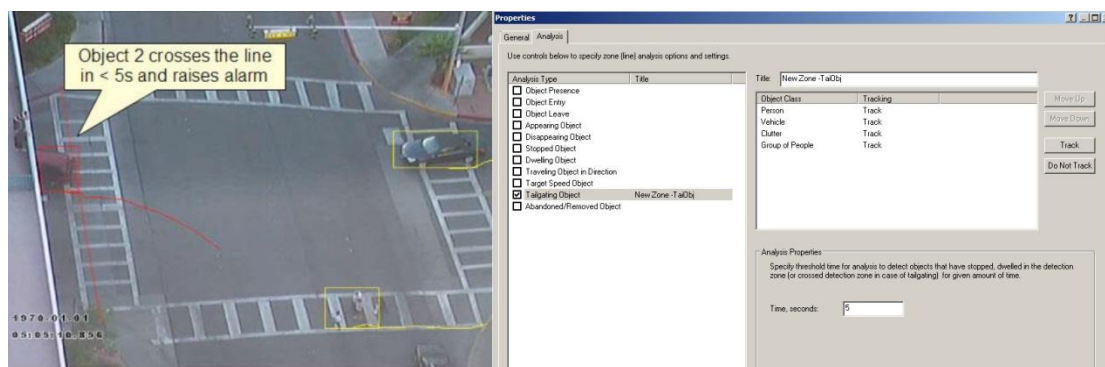 Object 2 crosses the line
in < 5s and raises alarm
1970-01-01
05:05:10.856
Properties
General Analysis
Use controls below to specify zone (line) analysis options and settings.
Analysis Type Title
Object Presence
Object Entry
Object Leave
Appearing Object
Disappearing Object
Stopped Object
Dwelling Object
Traveling Object in Direction
Target Speed Object
Tailgating Object New Zone -TailObj
Abandoned/Removed Object
Title: New Zone -TailObj
Object Class Tracking
Person Track
Vehicle Track
Clutter Track
Group of People Track
Move Up
Move Down
Track
Do Not Track
Analysis Properties
Specify threshold time for analysis to detect objects that have stopped, dwelled in the detection
zone (or crossed detection zone in case of tailgating) for given amount of time.
Time, seconds: 5